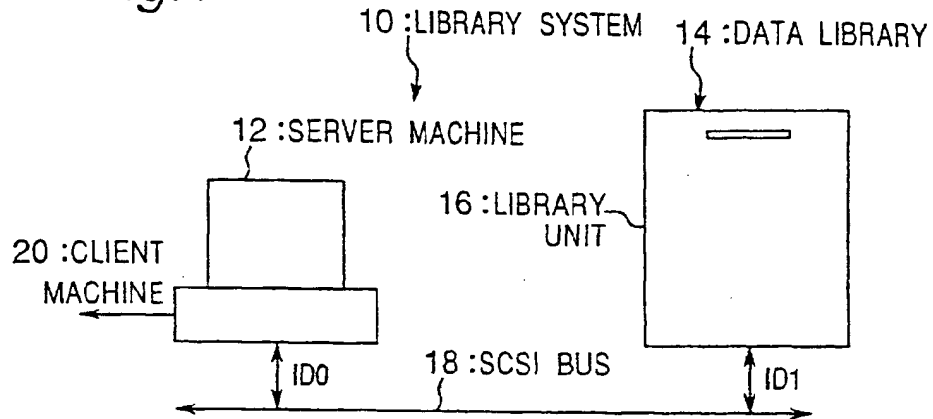 10 :LIBRARY SYSTEM
14 :DATA LIBRARY
12 :SERVER MACHINE
16 :LIBRARY
UNIT
20 :CLIENT
MACHINE
ID0
18 :SCSI BUS
ID1